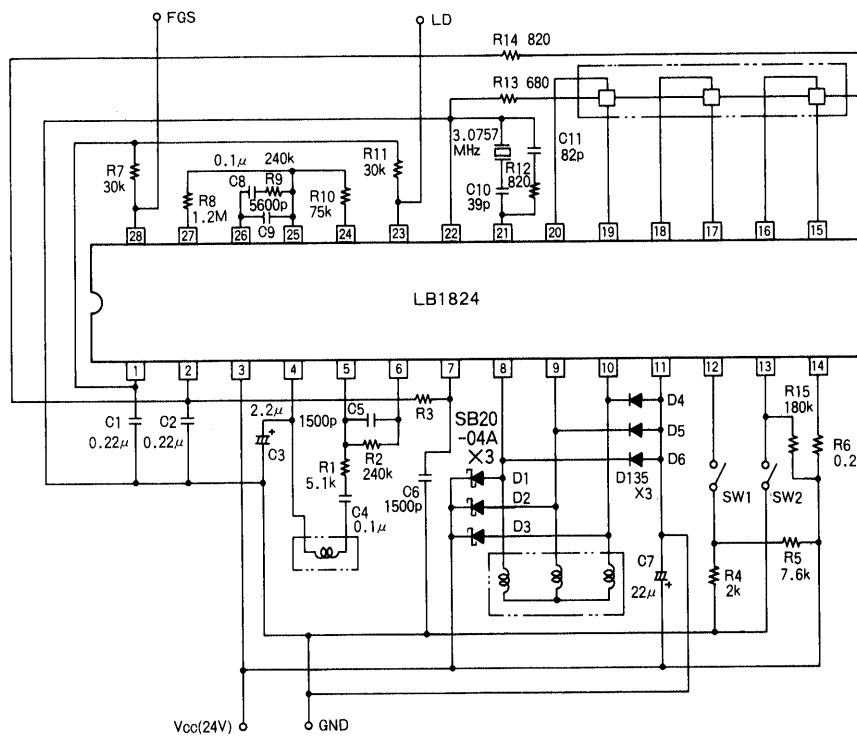 FGS
LD
R14 820
R13 680
3.0757
MHz
C11
82p
R12
820
C10
39p
R7
30k
0.1µ
240k
C8
R9
5600p
C9
R8
1.2M
R10
75k
R11
30k
28
27
26
25
24
23
22
21
20
19
18
17
16
15
LB1824
1
2
3
4
5
6
7
8
9
10
11
12
13
14
C1
0.22µ
C2
0.22µ
2.2µ
+
C3
1500p
C5
R2
240k
R1
5.1k
C4
0.1µ
R3
C6
1500p
SB20
-04A
×3
D1
D2
D3
D4
D5
D6
D135
X3
C7
22µ
+
SW1
SW2
R15
180k
R6
0.2
R4
2k
R5
7.6k
Vcc(24V)
GND